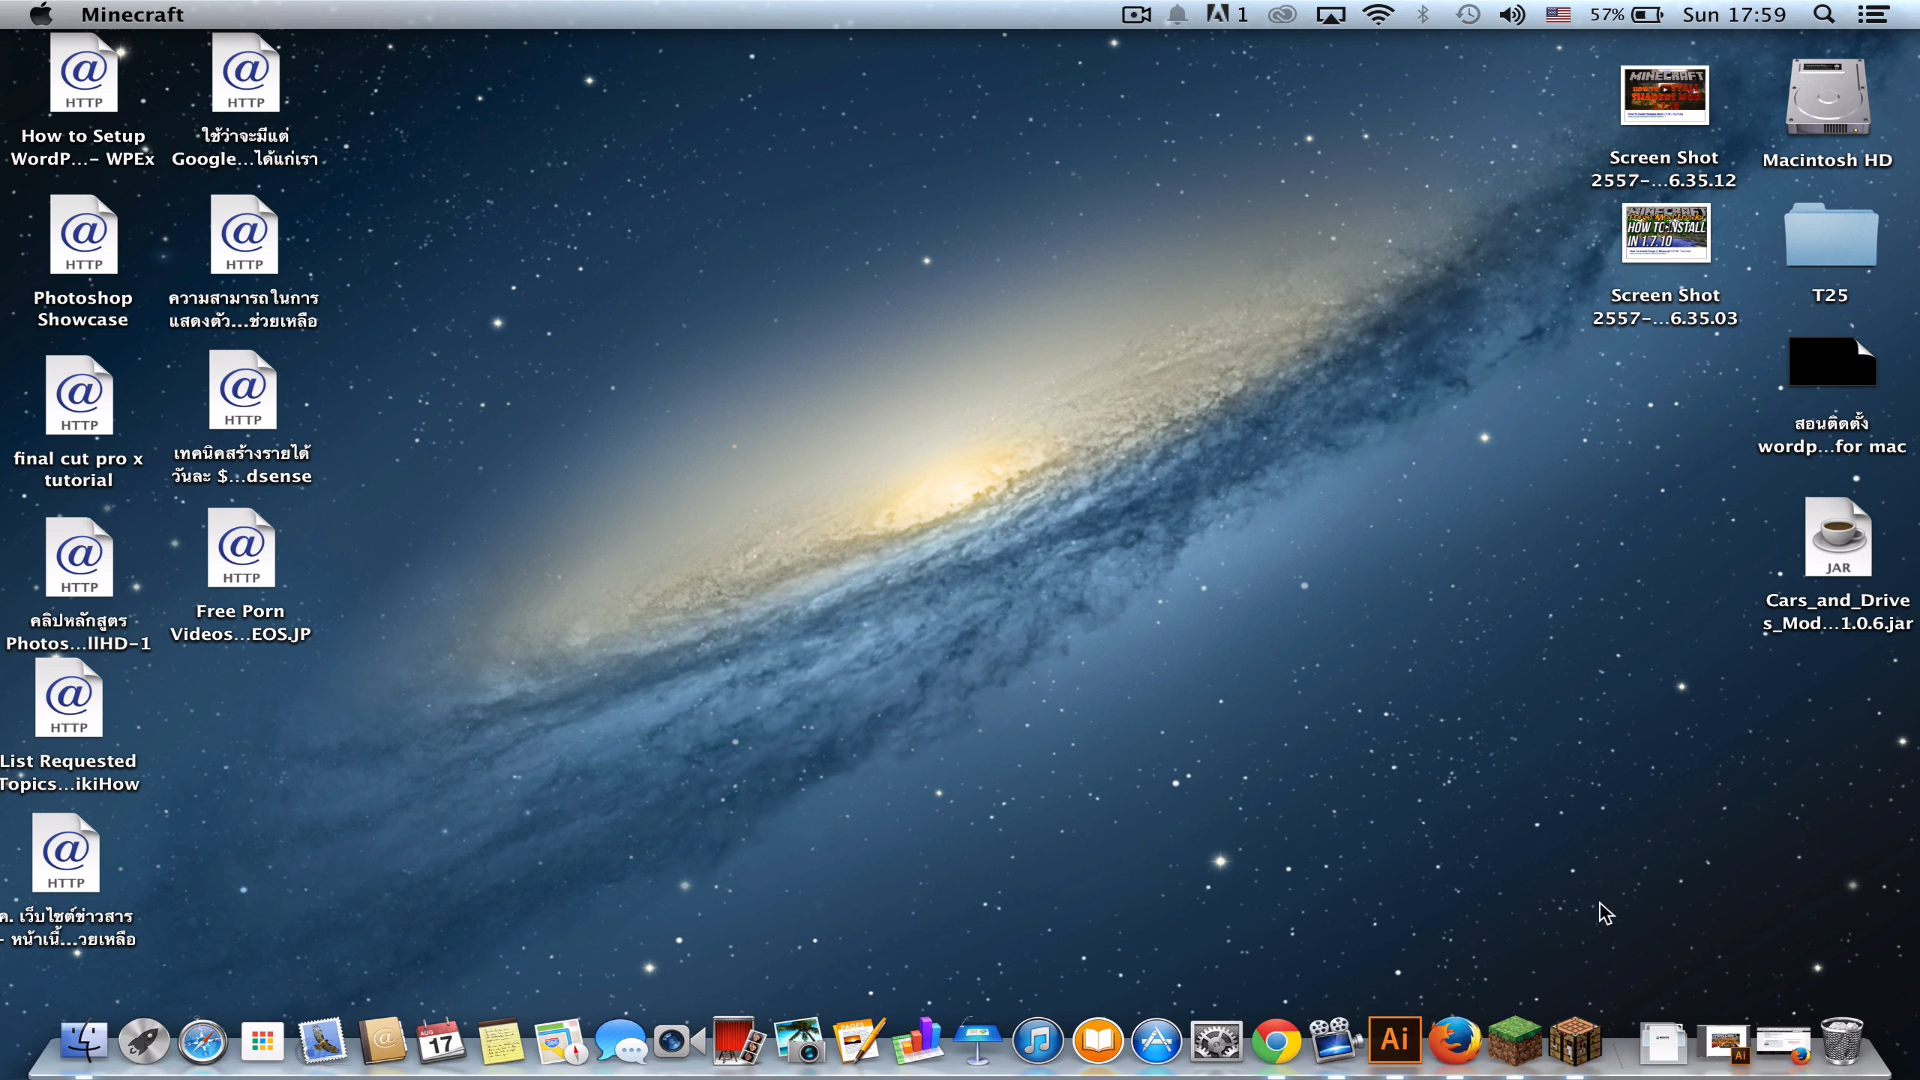 Minecraft
1
57%
Sun 17:59
HTTP
How to Setup
WordP...- WPEx
HTTP
ใช้ว่าจะมีแต่
Google...ได้แก่เรา
HTTP
Photoshop
Showcase
HTTP
ความสามารถในการ
แสดงตัว...ช่วยเหลือ
HTTP
final cut pro x
tutorial
HTTP
เทคนิคสร้างรายได้
วันละ $...dsense
HTTP
คลิปหลักสูตร
Photos...llHD-1
HTTP
Free Porn
Videos...EOS.JP
HTTP
List Requested
Topics...ikiHow
HTTP
ค. เว็บไซต์ข่าวสาร
- หน้าเนื้...วยเหลือ
MINECRAFT
Screen Shot
2557-...6.35.12
MINECRAFT
HOW TO INSTALL
IN 1.7.10
Screen Shot
2557-...6.35.03
Macintosh HD
T25
สอนติดตั้ง
wordp...for mac
JAR
Cars_and_Drive
s_Mod...1.0.6.jar
AUG
17
PAGES
Ai
Ai